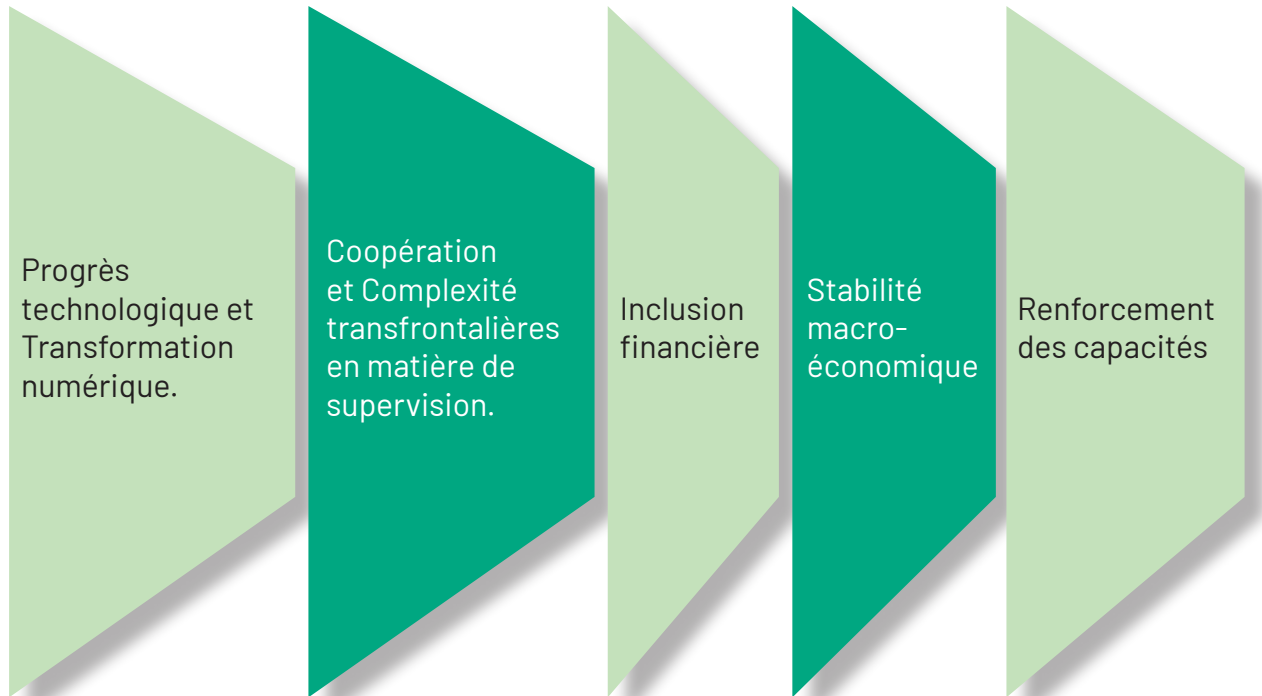 Progrès
technologique et
Transformation
numérique.
Coopération
et Complexité
transfrontalières
en matière de
supervision.
Inclusion
financière
Stabilité
macro-
économique
Renforcement
des capacités